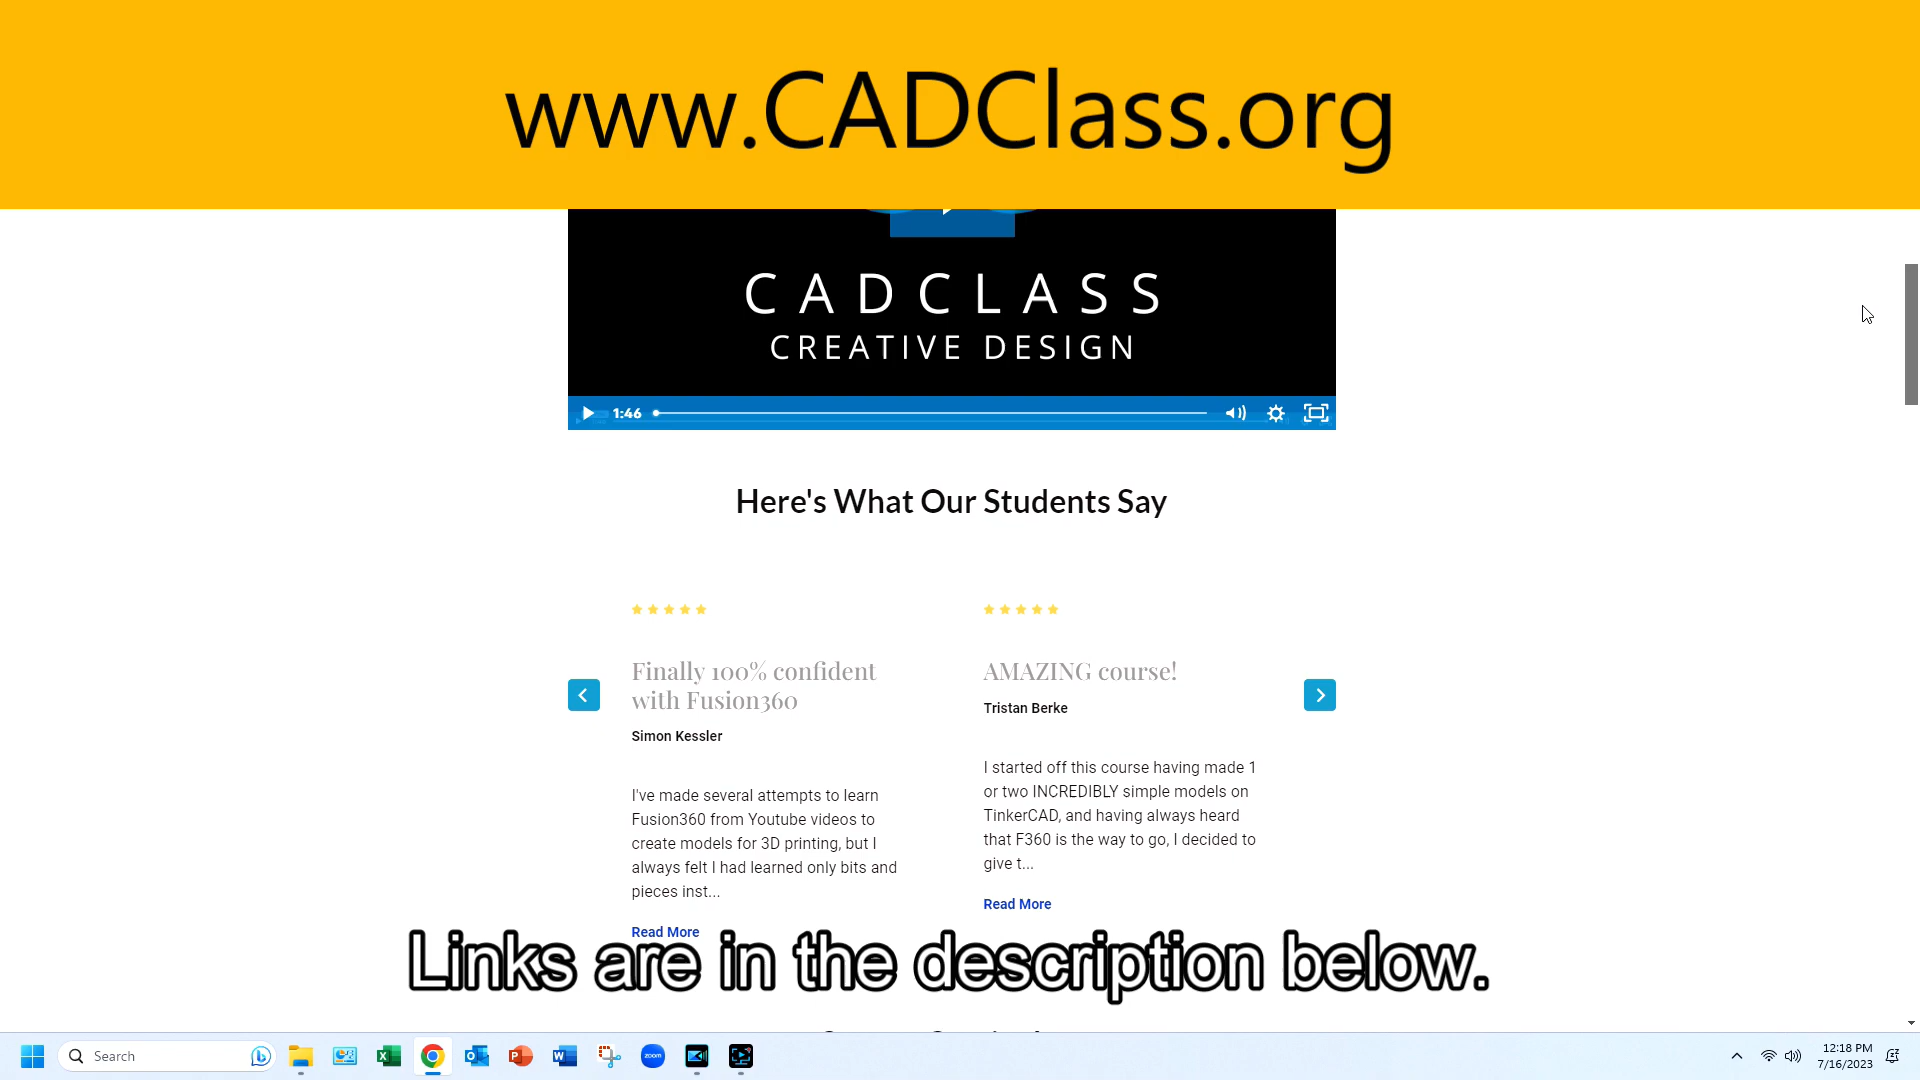 www.CADClass.org
CADCLASS
CREATIVE DESIGN
1:46
Here's What Our Students Say
Finally 100% confident
with Fusion360
Simon Kessler
I've made several attempts to learn
Fusion360 from Youtube videos to
create models for 3D printing, but I
always felt I had learned only bits and
pieces inst...
Read More
AMAZING course!
Tristan Berke
I started off this course having made 1
or two INCREDIBLY simple models on
TinkerCAD, and having always heard
that F360 is the way to go, I decided to
give t...
Read More
Links are in the description below.
Search
zoom
12:18 PM
7/16/2023